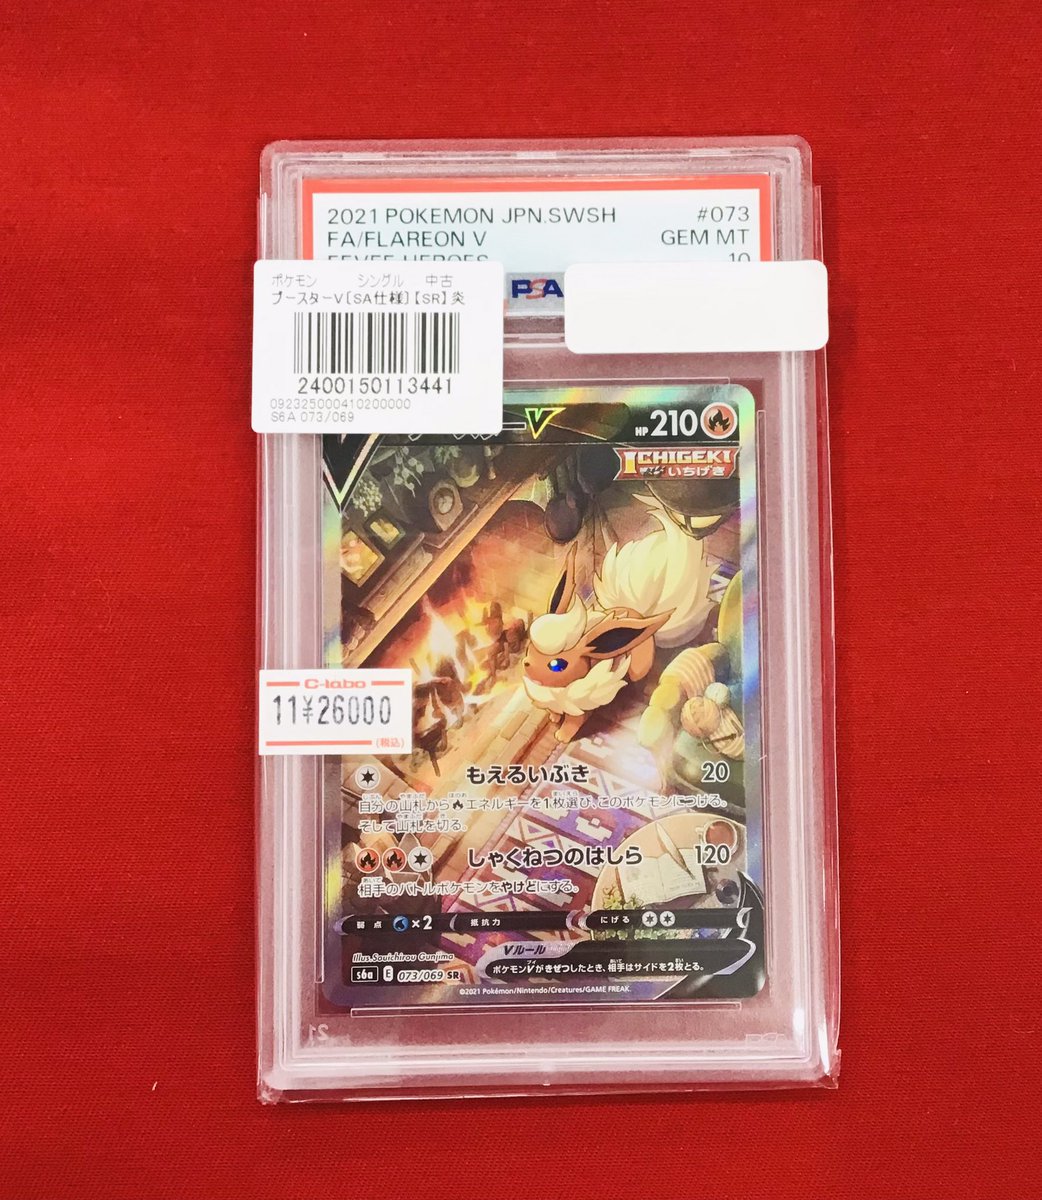 2021 POKEMON JPN.SWSH #073
FA/FLAREON V GEM MT
EEVEE HEROES 10
PSA
ポケモン シングル 中古
ブースターV[SA仕様]【SR】炎
2400150113441
092325000410200000
S6A 073/069
V
HP 210
ICHIGEKI
いちげき
C-labo
11¥26000
(税込)
もえるいぶき 20
自分の山札から エネルギーを1枚選び、このポケモンにつける。
そして山札を切る。
しゃくねつのはしら 120
相手のバトルポケモンをやけどにする。
弱点 ×2 抵抗力 にげる
Vルール
ポケモンVがきぜつしたとき、相手はサイドを2枚とる。
Illus.Souichirou Gunjima
s6a E 073/069 SR
©2021 Pokémon/Nintendo/Creatures/GAME FREAK.